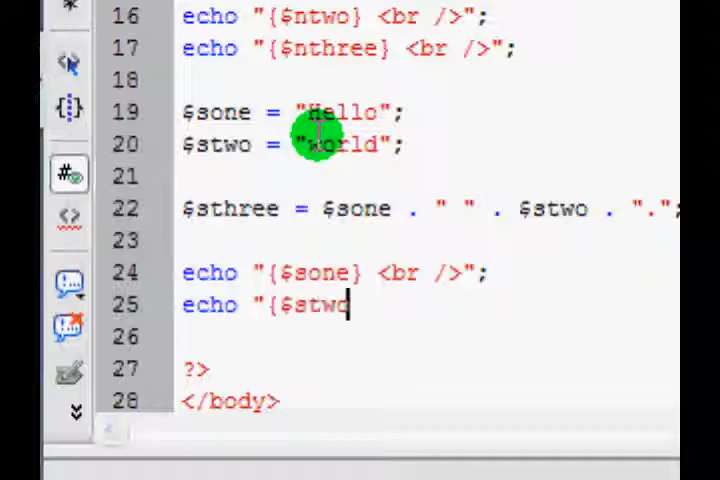 16 echo "{$ntwo} <br />";
17 echo "{$nthree} <br />";
18
19 $sone = "Hello";
20 $stwo = "world";
21
22 $sthree = $sone . " " . $stwo . ".";
23
24 echo "{$sone} <br />";
25 echo "{$stwo
26
27 ?>
28 </body>